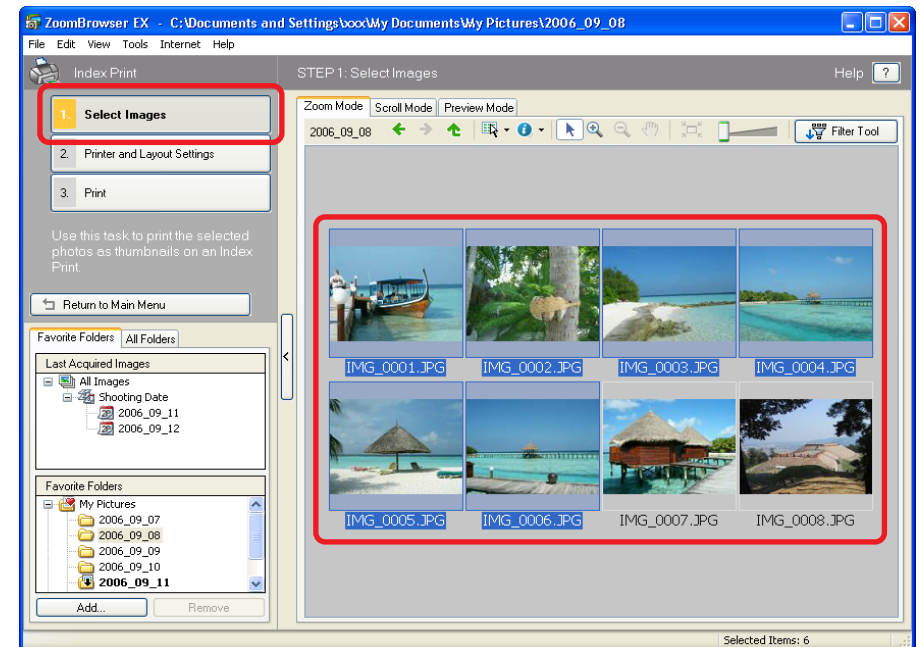 ZoomBrowser EX - C:\Documents and Settings\xxx\My Documents\My Pictures\2006_09_08
File Edit View Tools Internet Help
Index Print
STEP 1: Select Images
Help ?
1. Select Images
2. Printer and Layout Settings
3. Print
Use this task to print the selected
photos as thumbnails on an Index
Print.
Return to Main Menu
Favorite Folders All Folders
Last Acquired Images
All Images
Shooting Date
2006_09_11
2006_09_12
Favorite Folders
My Pictures
2006_09_07
2006_09_08
2006_09_09
2006_09_10
2006_09_11
Add... Remove
Zoom Mode Scroll Mode Preview Mode
2006_09_08 Filter Tool
IMG_0001.JPG IMG_0002.JPG IMG_0003.JPG IMG_0004.JPG
IMG_0005.JPG IMG_0006.JPG IMG_0007.JPG IMG_0008.JPG
Selected Items: 6